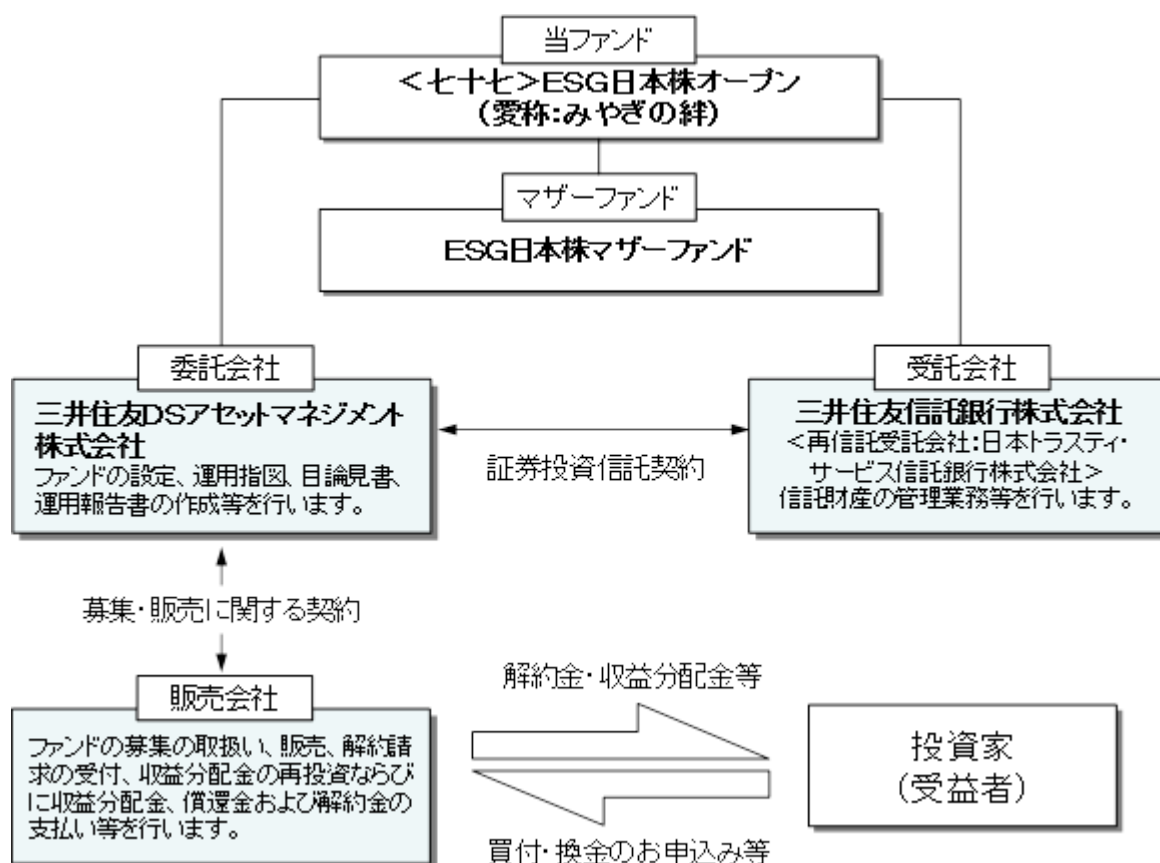 当ファンド
＜七十七＞ESG日本株オープン
（愛称：みやぎの絆）
マザーファンド
ESG日本株マザーファンド
委託会社
三井住友DSアセットマネジメント
株式会社
ファンドの設定、運用指図、目論見書、
運用報告書の作成等を行います。
証券投資信託契約
受託会社
三井住友信託銀行株式会社
＜再信託受託会社：日本トラスティ・
サービス信託銀行株式会社＞
信託財産の管理業務等を行います。
募集・販売に関する契約
販売会社
ファンドの募集の取扱い、販売、解約請
求の受付、収益分配金の再投資ならび
に収益分配金、償還金および解約金の
支払い等を行います。
解約金・収益分配金等
買付・換金のお申込み等
投資家
（受益者）